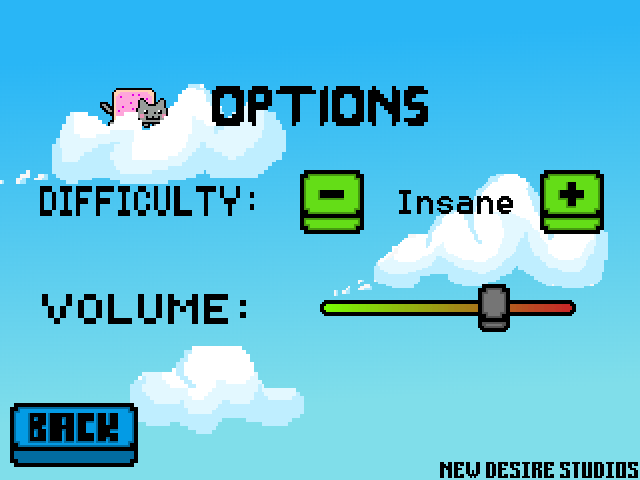 OPTIONS
DIFFICULTY: - Insane +
VOLUME:
BACK
NEW DESIRE STUDIOS